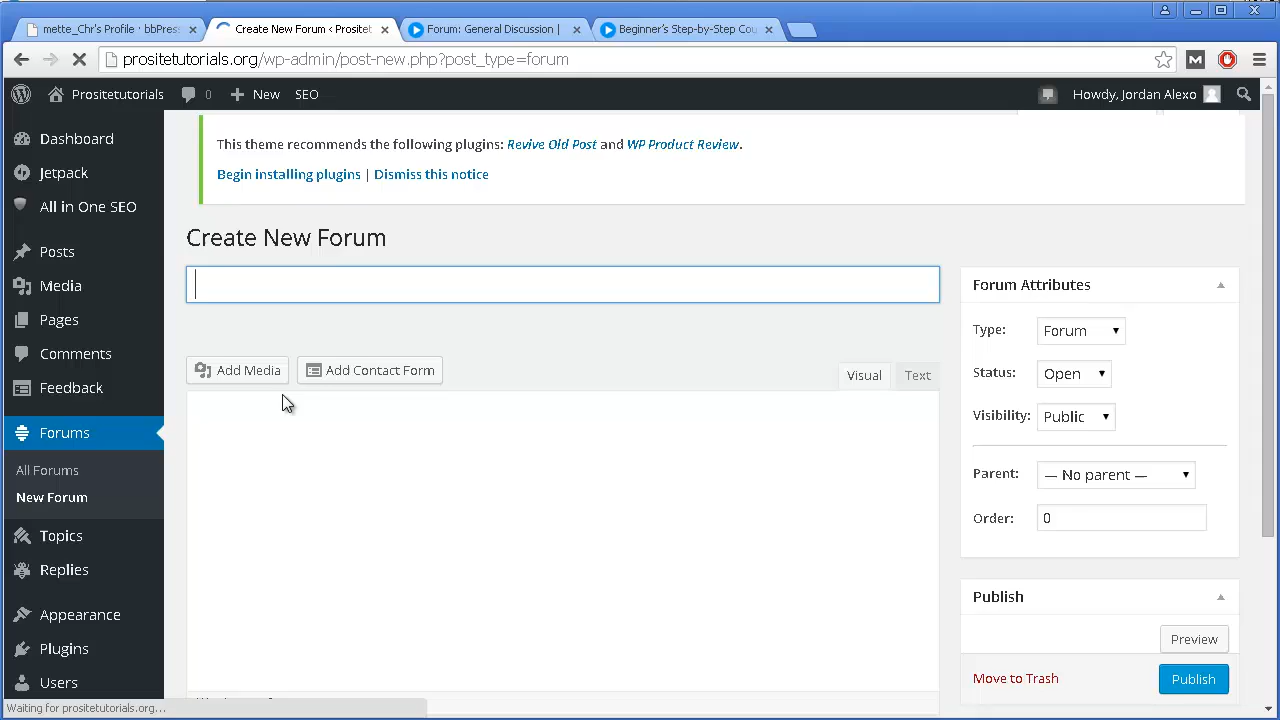 mette_Chr's Profile · bbPress
Create New Forum ‹ Prositet
Forum: General Discussion |
Beginner's Step-by-Step Cou
prositetutorials.org/wp-admin/post-new.php?post_type=forum
Prositetutorials
0
New
SEO
Howdy, Jordan Alexo
Dashboard
Jetpack
All in One SEO
Posts
Media
Pages
Comments
Feedback
Forums
All Forums
New Forum
Topics
Replies
Appearance
Plugins
Users
This theme recommends the following plugins: Revive Old Post and WP Product Review.
Begin installing plugins | Dismiss this notice
Create New Forum
Add Media
Add Contact Form
Visual
Text
Forum Attributes
Type: Forum
Status: Open
Visibility: Public
Parent: — No parent —
Order: 0
Publish
Preview
Move to Trash
Publish
Waiting for prositetutorials.org...